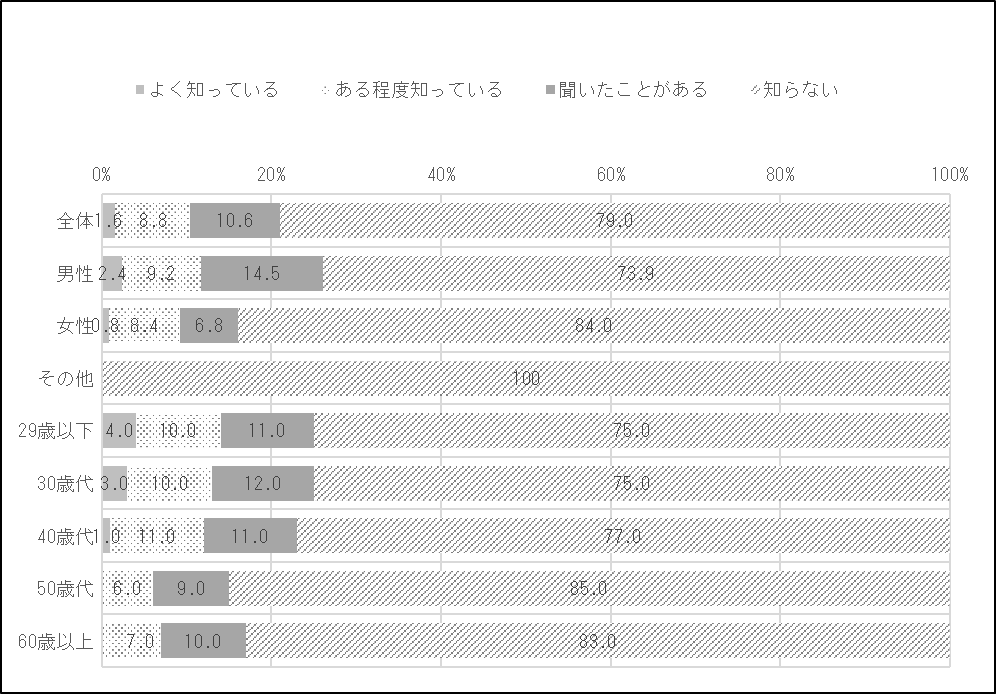 よく知っている ある程度知っている 聞いたことがある 知らない
0% 20% 40% 60% 80% 100%
全体 1.6 8.8 10.6 79.0
男性 2.4 9.2 14.5 73.9
女性 0.8 8.4 6.8 84.0
その他 100
29歳以下 4.0 10.0 11.0 75.0
30歳代 3.0 10.0 12.0 75.0
40歳代 1.0 11.0 11.0 77.0
50歳代 6.0 9.0 85.0
60歳以上 7.0 10.0 83.0